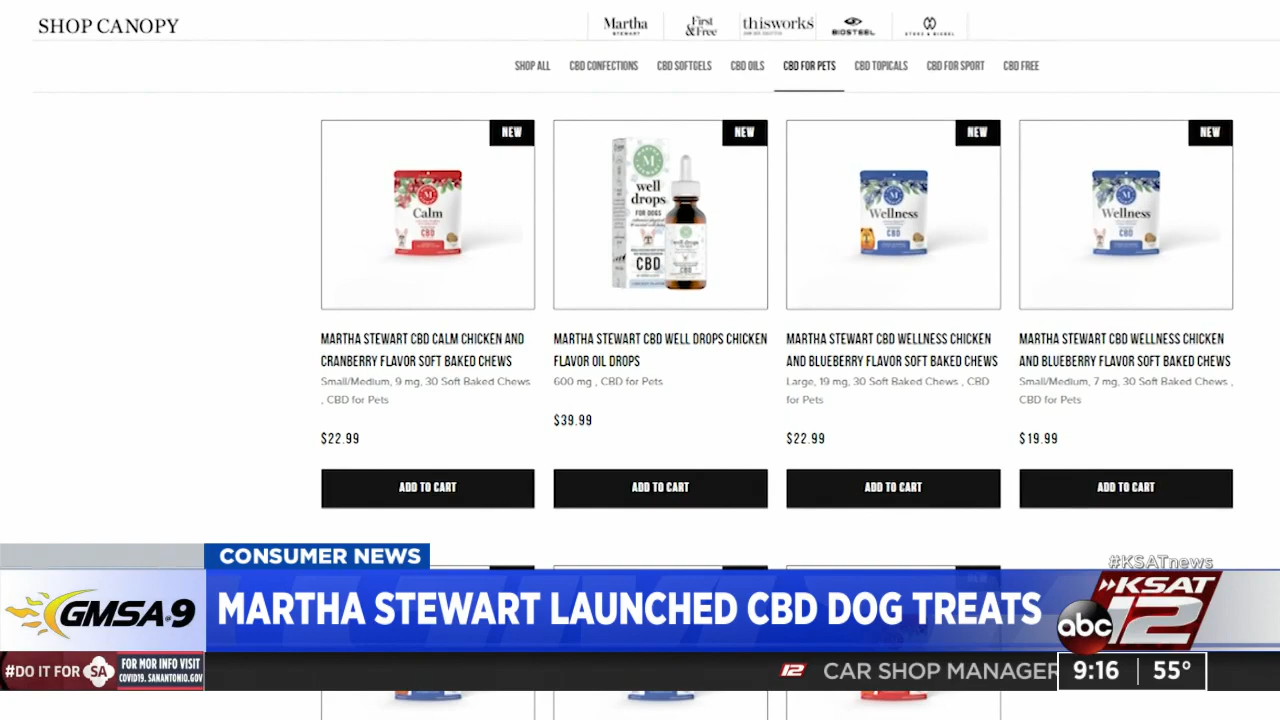 SHOP CANOPY
Martha
STEWART
First
&Free
thisworks
BIOSTEEL
SHOP ALL
CBD CONFECTIONS
CBD SOFTGELS
CBD OILS
CBD FOR PETS
CBD TOPICALS
CBD FOR SPORT
CBD FREE
NEW
NEW
NEW
NEW
M
Calm
CBD
M
well
drops
FOR DOGS
CBD
well drops
CBD
M
Wellness
CBD
M
Wellness
CBD
MARTHA STEWART CBD CALM CHICKEN AND
CRANBERRY FLAVOR SOFT BAKED CHEWS
Small/Medium, 9 mg, 30 Soft Baked Chews
, CBD for Pets
$22.99
ADD TO CART
MARTHA STEWART CBD WELL DROPS CHICKEN
FLAVOR OIL DROPS
600 mg , CBD for Pets
$39.99
ADD TO CART
MARTHA STEWART CBD WELLNESS CHICKEN
AND BLUEBERRY FLAVOR SOFT BAKED CHEWS
Large, 19 mg, 30 Soft Baked Chews , CBD
for Pets
$22.99
ADD TO CART
MARTHA STEWART CBD WELLNESS CHICKEN
AND BLUEBERRY FLAVOR SOFT BAKED CHEWS
Small/Medium, 7 mg, 30 Soft Baked Chews ,
CBD for Pets
$19.99
ADD TO CART
CONSUMER NEWS
#KSATnews
GMSA@9
MARTHA STEWART LAUNCHED CBD DOG TREATS
KSAT
abc 12
#DO IT FOR SA
FOR MOR INFO VISIT
COVID19.SANANTONIO.GOV
12 CAR SHOP MANAGER
9:16
55°